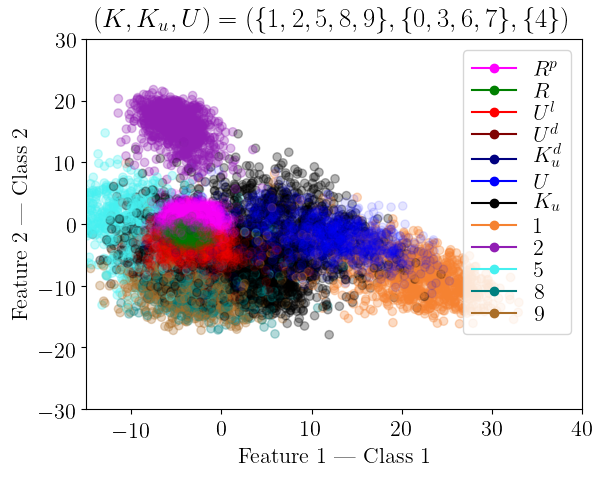 (K, K_u, U) = ({1, 2, 5, 8, 9}, {0, 3, 6, 7}, {4})
30
20
10
0
−10
−20
−30
Feature 2 — Class 2
R^p
R
U^l
U^d
K_u^d
U
K_u
1
2
5
8
9
−10
0
10
20
30
40
Feature 1 — Class 1